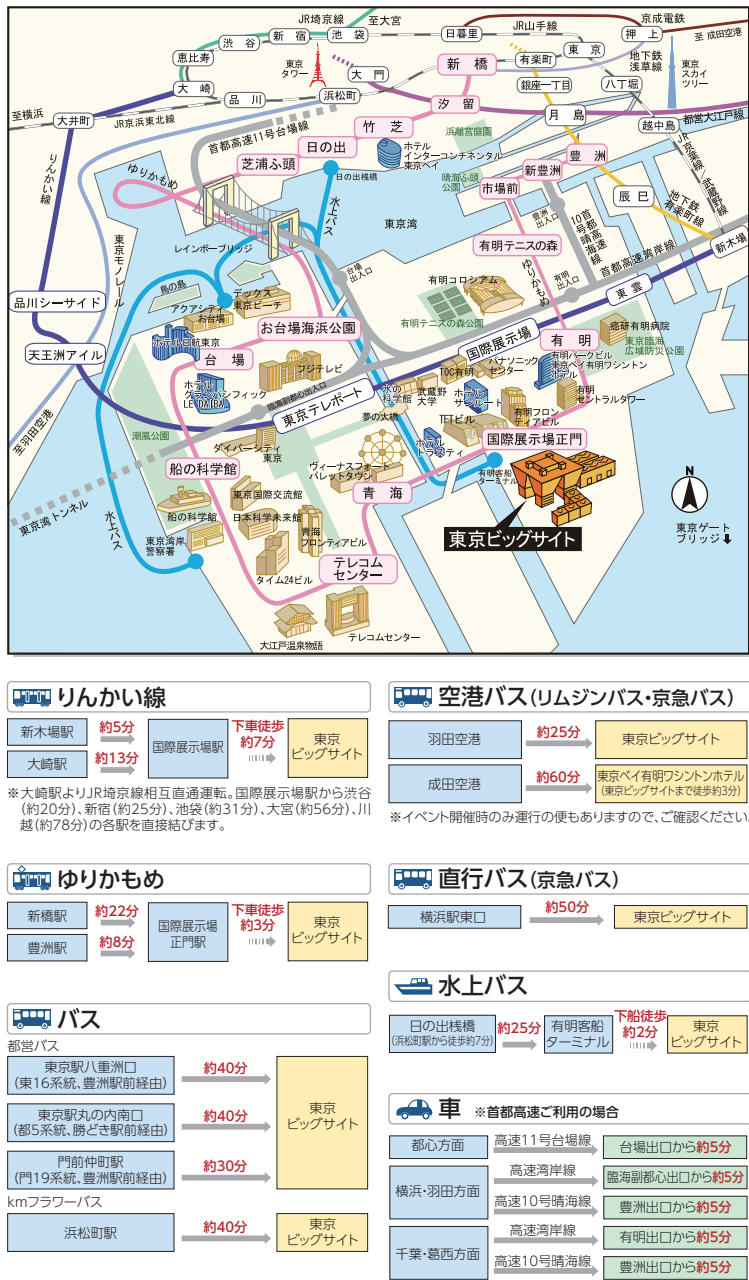 JR埼京線
至大宮
JR山手線
京成電鉄
至 成田空港
恵比寿
渋谷
新宿
池袋
日暮里
押上
東京タワー
大門
新橋
有楽町
東京
地下鉄浅草線
東京スカイツリー
大崎
品川
浜松町
汐留
銀座一丁目
八丁堀
至横浜
大井町
JR京浜東北線
首都高速11号台場線
竹芝
浜離宮庭園
月島
越中島
都営大江戸線
りんかい線
日の出
ホテルインターコンチネンタル東京ベイ
豊洲
JR京葉線/武蔵野線
芝浦ふ頭
日の出桟橋
晴海ふ頭公園
新豊洲
ゆりかもめ
水上バス
市場前
辰巳
地下鉄有楽町線
東京湾
豊洲出入口
首都高速10号晴海線
新木場
レインボーブリッジ
有明テニスの森
首都高速湾岸線
東京モノレール
台場出入口
有明コロシアム
ゆりかもめ
有明出入口
東雲
品川シーサイド
鳥の島
デックス東京ビーチ
アクアシティお台場
お台場海浜公園
有明テニスの森公園
国際展示場
有明
癌研有明病院
天王洲アイル
ホテル日航東京
台場
フジテレビ
パナソニックセンター
有明パークビル
東京ベイ有明ワシントンホテル
東京臨海広域防災公園
TOC有明
ホテルグランパシフィックLE DAIBA
臨海副都心出入口
東京テレポート
水の科学館
武蔵野大学
ホテルサンルート
有明セントラルタワー
至羽田空港
夢の大橋
TFTビル
有明フロンティアビル
潮風公園
ダイバーシティ東京
ホテルトラスティ
国際展示場正門
船の科学館
ヴィーナスフォート
パレットタウン
有明客船ターミナル
東京湾トンネル
東京国際交流館
青海
N
水上バス
船の科学館
日本科学未来館
東京ビッグサイト
東京ゲートブリッジ
東京湾岸警察署
青海フロンティアビル
タイム24ビル
テレコムセンター
大江戸温泉物語
テレコムセンター
りんかい線
新木場駅
約5分
大崎駅
約13分
国際展示場駅
下車徒歩
約7分
東京
ビッグサイト
※大崎駅よりJR埼京線相互直通運転。国際展示場駅から渋谷
(約20分)、新宿(約25分)、池袋(約31分)、大宮(約56分)、川
越(約78分)の各駅を直接結びます。
ゆりかもめ
新橋駅
約22分
豊洲駅
約8分
国際展示場
正門駅
下車徒歩
約3分
東京
ビッグサイト
バス
都営バス
東京駅八重洲口
(東16系統、豊洲駅前経由)
約40分
東京駅丸の内南口
(都5系統、勝どき駅前経由)
約40分
門前仲町駅
(門19系統、豊洲駅前経由)
約30分
東京
ビッグサイト
kmフラワーバス
浜松町駅
約40分
東京
ビッグサイト
空港バス(リムジンバス・京急バス)
羽田空港
約25分
東京ビッグサイト
成田空港
約60分
東京ベイ有明ワシントンホテル
(東京ビッグサイトまで徒歩約3分)
※イベント開催時のみ運行の便もありますので、ご確認ください。
直行バス(京急バス)
横浜駅東口
約50分
東京ビッグサイト
水上バス
日の出桟橋
(浜松町駅から徒歩約7分)
約25分
有明客船
ターミナル
下船徒歩
約2分
東京
ビッグサイト
車 ※首都高速ご利用の場合
都心方面
高速11号台場線
台場出口から約5分
横浜・羽田方面
高速湾岸線
臨海副都心出口から約5分
高速10号晴海線
豊洲出口から約5分
千葉・葛西方面
高速湾岸線
有明出口から約5分
高速10号晴海線
豊洲出口から約5分